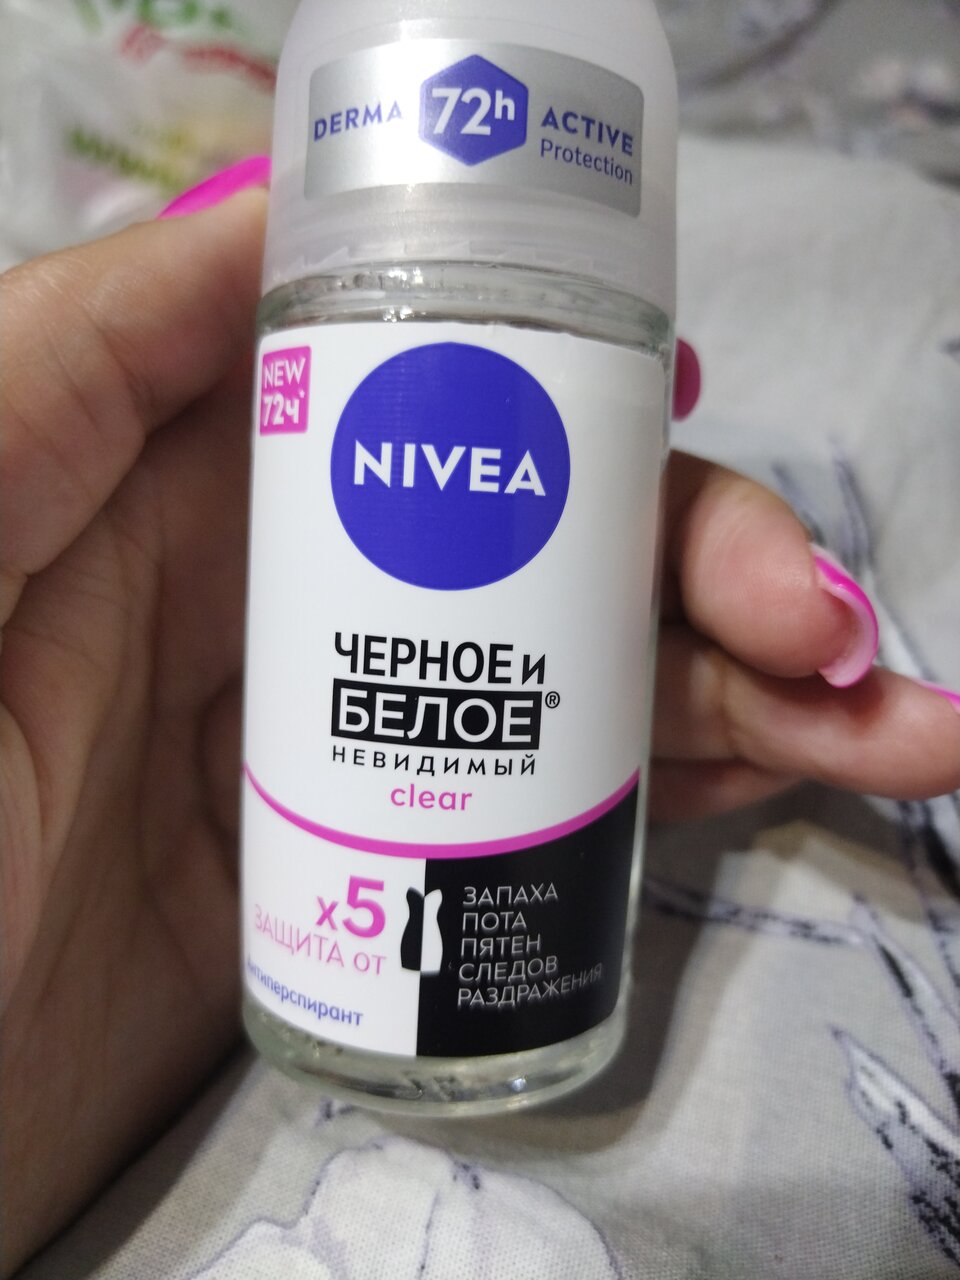 DERMA 72h ACTIVE
Protection
NEW
72ч*
NIVEA
ЧЕРНОЕ и
БЕЛОЕ®
НЕВИДИМЫЙ
clear
x5
ЗАЩИТА ОТ
Антиперспирант
ЗАПАХА
ПОТА
ПЯТЕН
СЛЕДОВ
РАЗДРАЖЕНИЯ